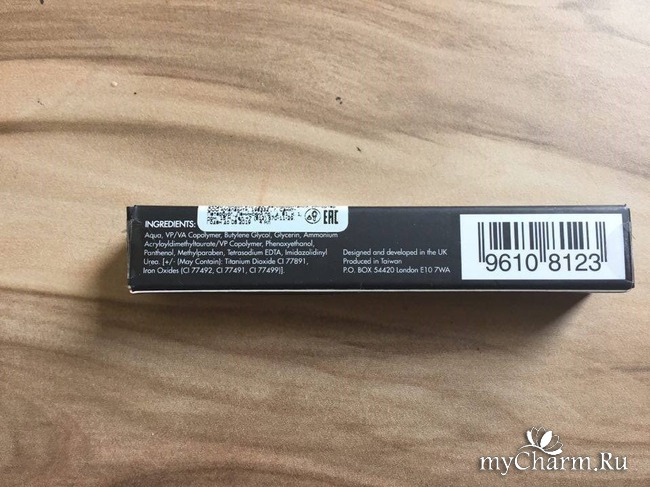 INGREDIENTS:
Aqua, VP/VA Copolymer, Butylene Glycol, Glycerin, Ammonium
Acryloyldimethyltaurate/VP Copolymer, Phenoxyethanol,
Panthenol, Methylparaben, Tetrasodium EDTA, Imidazolidinyl
Urea. [+/- (May Contain): Titanium Dioxide CI 77891,
Iron Oxides (CI 77492, CI 77491, CI 77499)].
EAC
Designed and developed in the UK
Produced in Taiwan
P.O. BOX 54420 London E10 7WA
9610 8123
myCharm.Ru